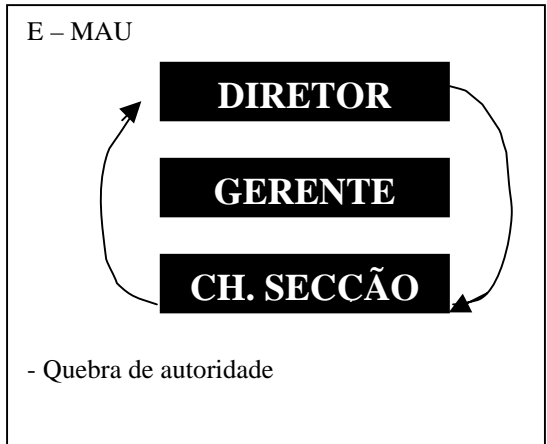 E – MAU
DIRETOR
GERENTE
CH. SECCÃO
- Quebra de autoridade